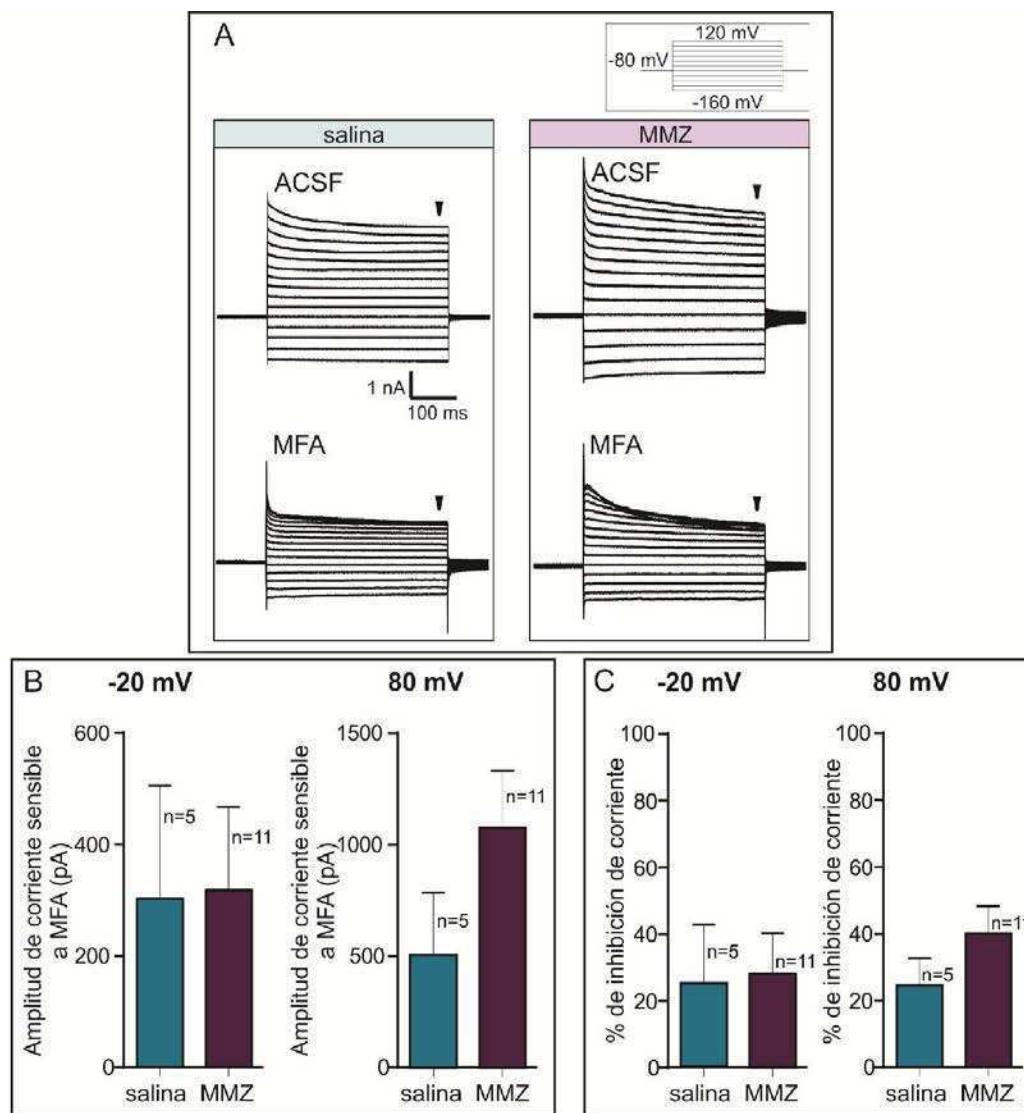 A
120 mV
-80 mV
-160 mV
salina
MMZ
ACSF
ACSF
1 nA
100 ms
MFA
MFA
B
-20 mV
80 mV
Amplitud de corriente sensible
a MFA (pA)
600
400
200
0
n=5
n=11
salina
MMZ
Amplitud de corriente sensible
a MFA (pA)
1500
1000
500
0
n=5
n=11
salina
MMZ
C
-20 mV
80 mV
% de inhibición de corriente
100
80
60
40
20
0
n=5
n=11
salina
MMZ
% de inhibición de corriente
100
80
60
40
20
0
n=5
n=11
salina
MMZ